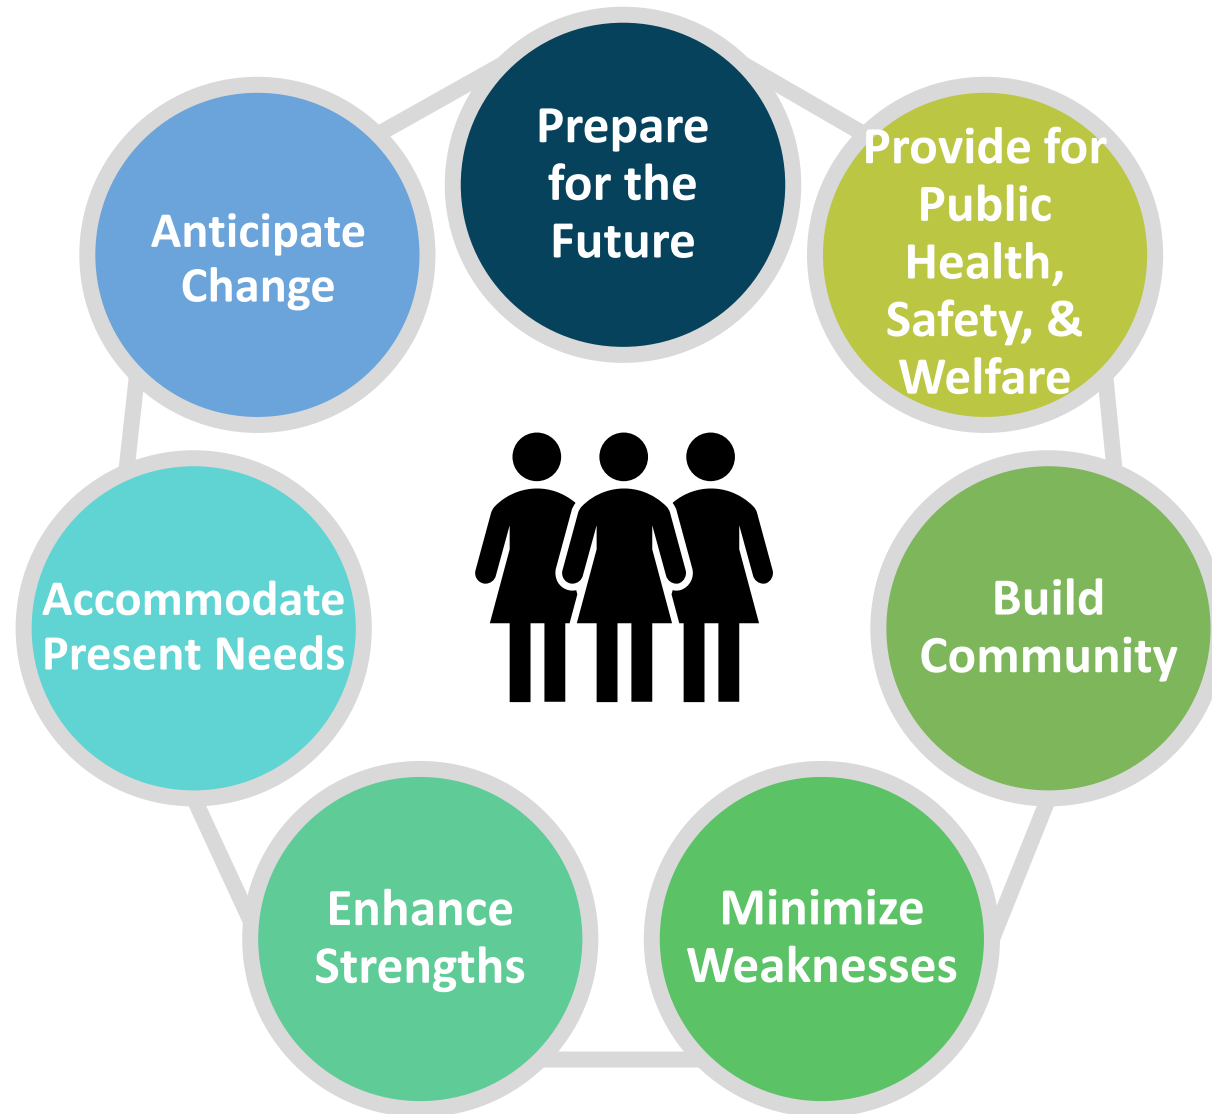 Prepare
for the
Future
Provide for
Public
Health,
Safety, &
Welfare
Build
Community
Minimize
Weaknesses
Enhance
Strengths
Accommodate
Present Needs
Anticipate
Change